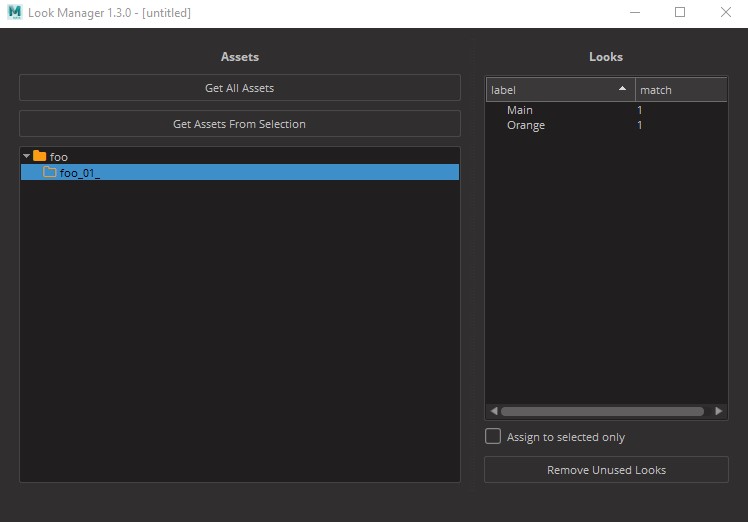 Look Manager 1.3.0 - [untitled]
Assets
Get All Assets
Get Assets From Selection
foo
foo_01_
Looks
label match
Main 1
Orange 1
Assign to selected only
Remove Unused Looks